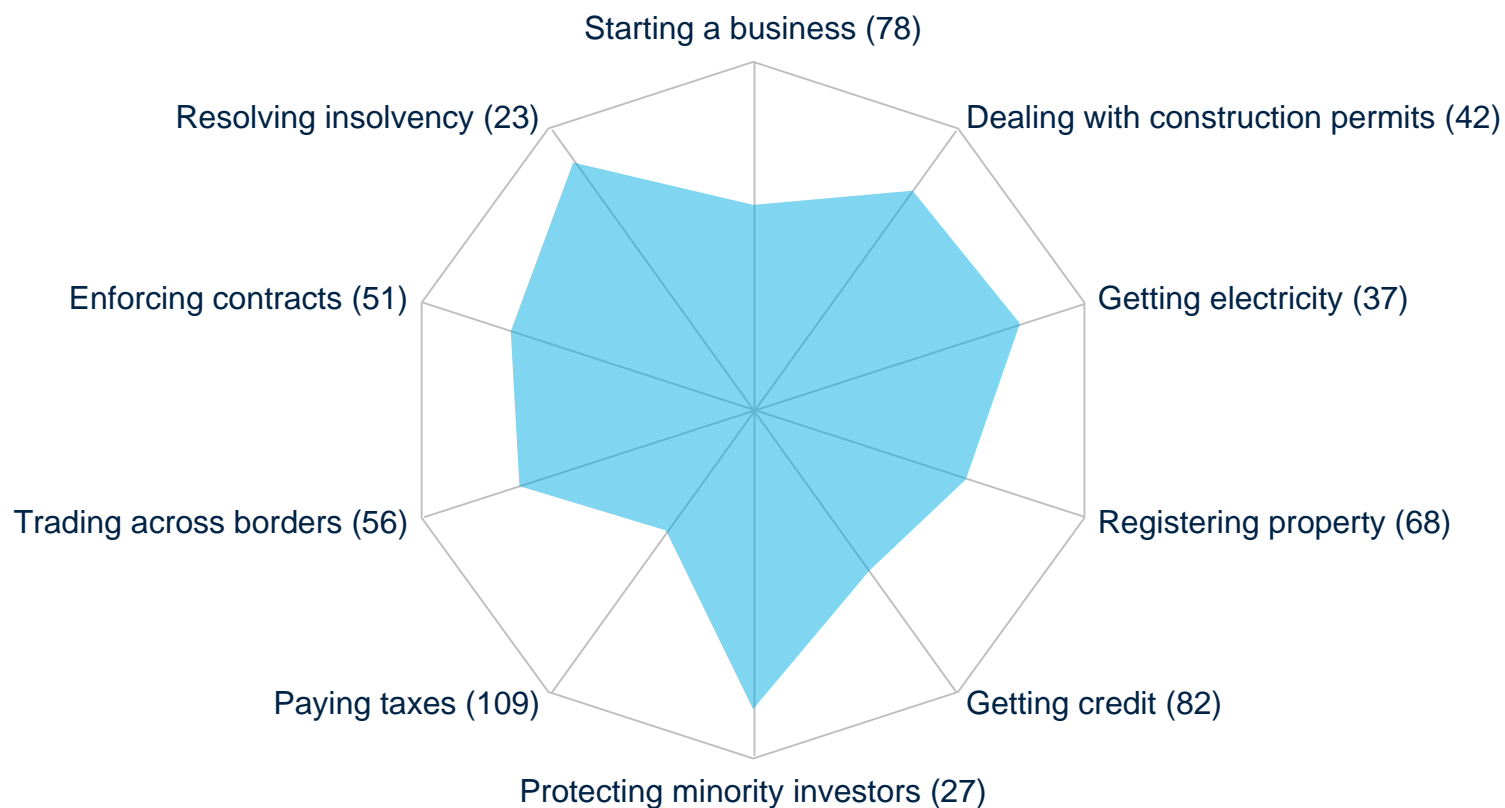 Starting a business (78)
Resolving insolvency (23)
Dealing with construction permits (42)
Enforcing contracts (51)
Getting electricity (37)
Trading across borders (56)
Registering property (68)
Paying taxes (109)
Getting credit (82)
Protecting minority investors (27)